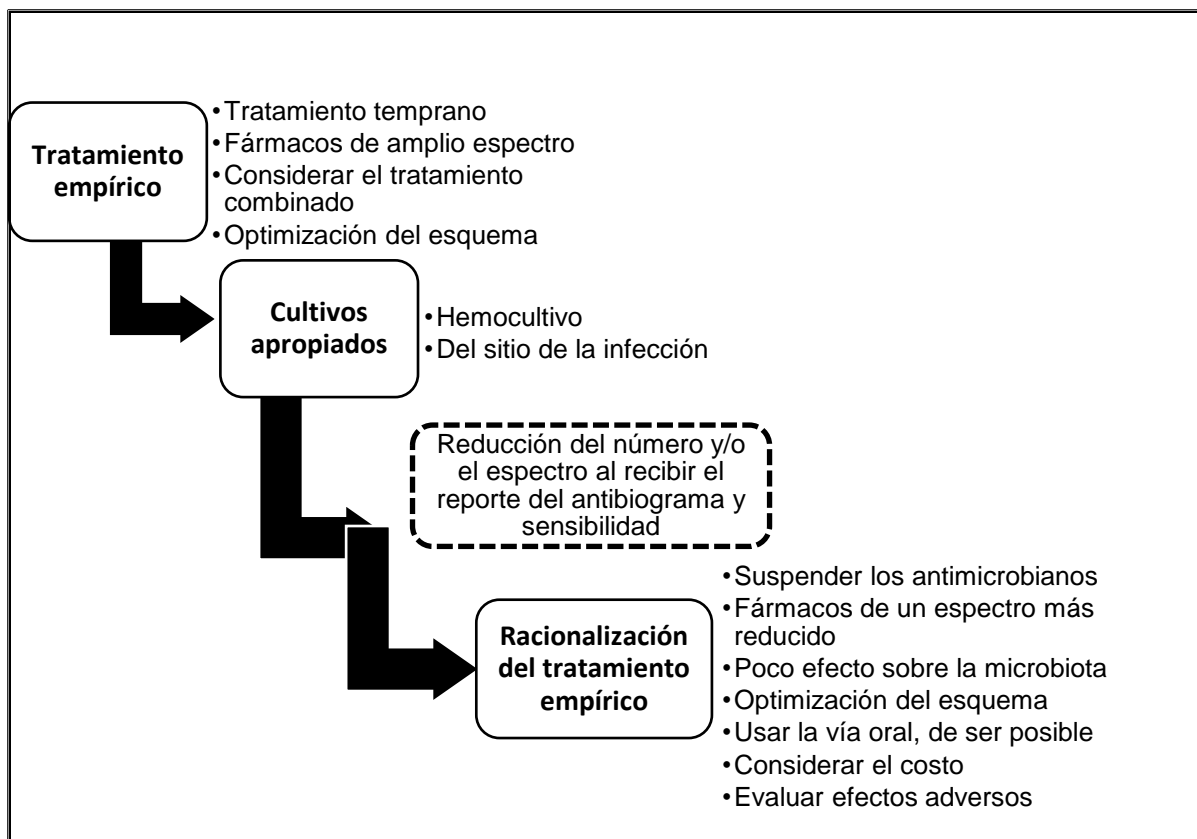 Tratamiento
empírico
•Tratamiento temprano
•Fármacos de amplio espectro
•Considerar el tratamiento
combinado
•Optimización del esquema
Cultivos
apropiados
•Hemocultivo
•Del sitio de la infección
Reducción del número y/o
el espectro al recibir el
reporte del antibiograma y
sensibilidad
Racionalización
del tratamiento
empírico
•Suspender los antimicrobianos
•Fármacos de un espectro más
reducido
•Poco efecto sobre la microbiota
•Optimización del esquema
•Usar la vía oral, de ser posible
•Considerar el costo
•Evaluar efectos adversos